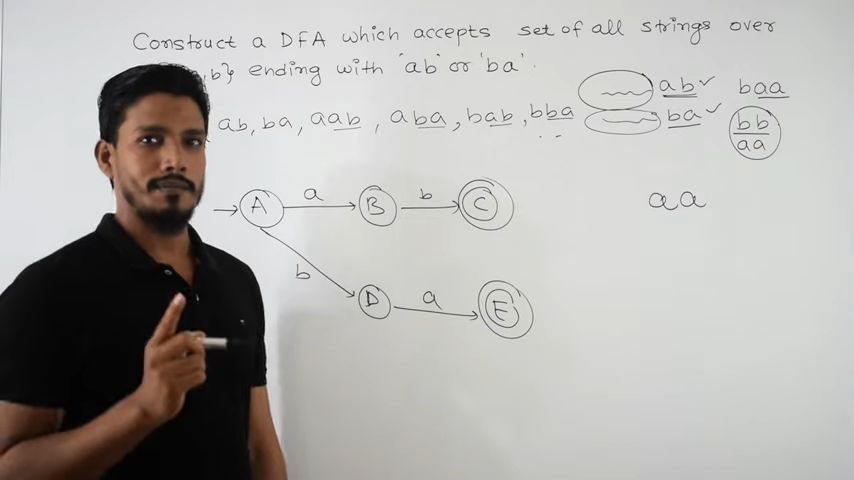 Construct a DFA which accepts set of all strings over
b} ending with 'ab' or 'ba'.
ab ✓ baa
ab, ba, aab, aba, bab, bba
ba ✓ bb
aa
aa
A a B b C
b
D a E